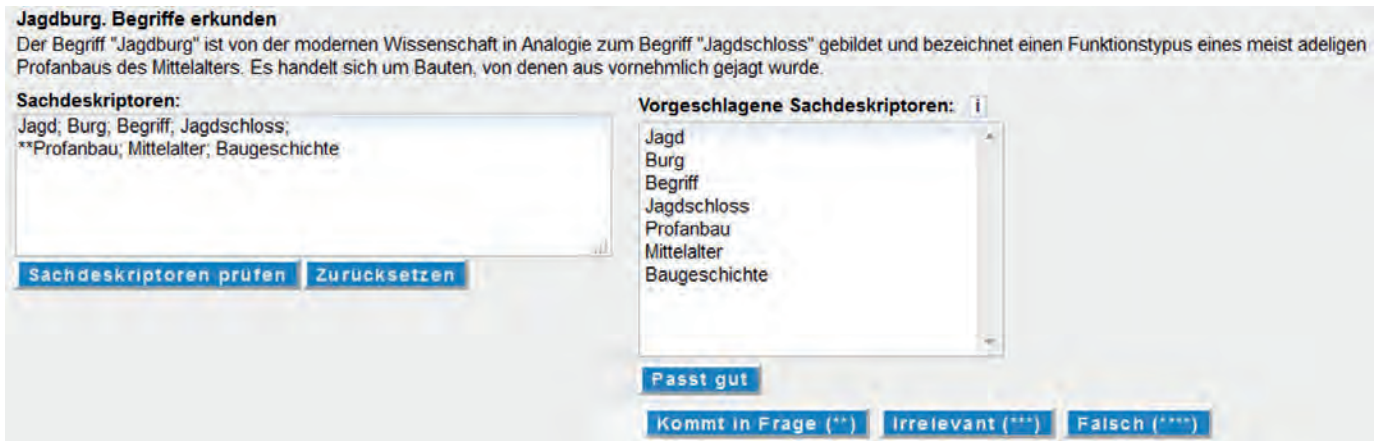 Jagdburg. Begriffe erkunden
Der Begriff "Jagdburg" ist von der modernen Wissenschaft in Analogie zum Begriff "Jagdschloss" gebildet und bezeichnet einen Funktionstypus eines meist adeligen
Profanbaus des Mittelalters. Es handelt sich um Bauten, von denen aus vornehmlich gejagt wurde.
Sachdeskriptoren:
Jagd; Burg; Begriff; Jagdschloss;
**Profanbau; Mittelalter; Baugeschichte
Sachdeskriptoren prüfen
Zurücksetzen
Vorgeschlagene Sachdeskriptoren: i
Jagd
Burg
Begriff
Jagdschloss
Profanbau
Mittelalter
Baugeschichte
Passt gut
Kommt in Frage (**)
Irrelevant (***)
Falsch (****)